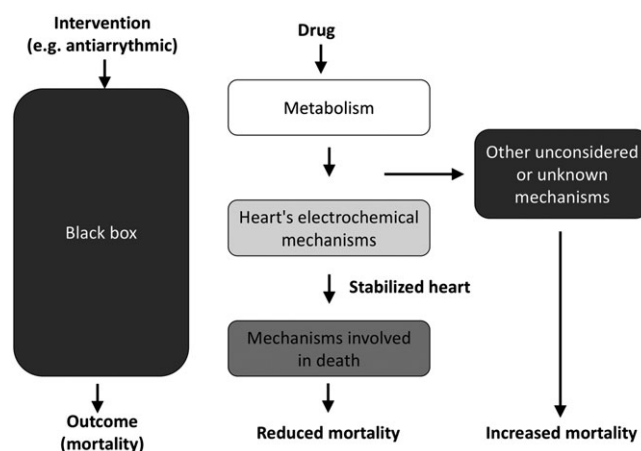 Intervention
(e.g. antiarrythmic)
Black box
Outcome
(mortality)
Drug
Metabolism
Heart's electrochemical
mechanisms
Stabilized heart
Mechanisms involved
in death
Reduced mortality
Other unconsidered
or unknown
mechanisms
Increased mortality